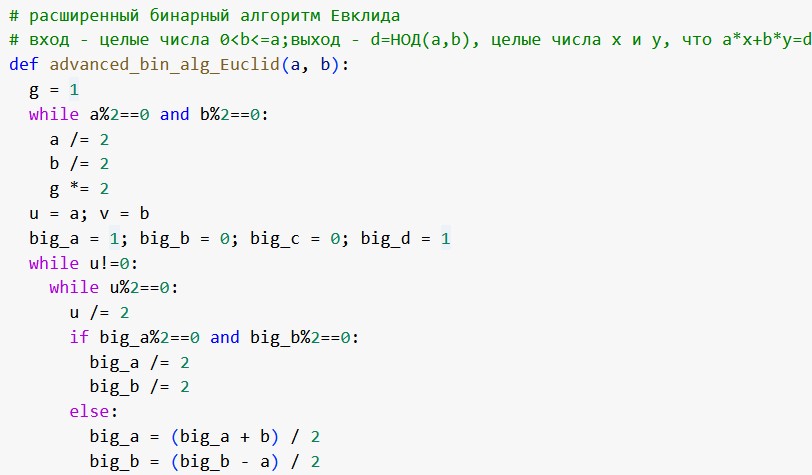 # расширенный бинарный алгоритм Евклида
# вход - целые числа 0<b<=a;выход - d=НОД(a,b), целые числа x и y, что a*x+b*y=d
def advanced_bin_alg_Euclid(a, b):
  g = 1
  while a%2==0 and b%2==0:
    a /= 2
    b /= 2
    g *= 2
  u = a; v = b
  big_a = 1; big_b = 0; big_c = 0; big_d = 1
  while u!=0:
    while u%2==0:
      u /= 2
      if big_a%2==0 and big_b%2==0:
        big_a /= 2
        big_b /= 2
      else:
        big_a = (big_a + b) / 2
        big_b = (big_b - a) / 2